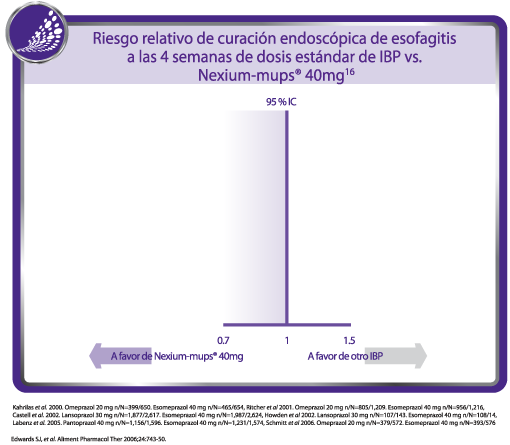 Riesgo relativo de curación endoscópica de esofagitis
a las 4 semanas de dosis estándar de IBP vs.
Nexium-mups® 40mg16
95 % IC
0.7 1 1.5
A favor de Nexium-mups® 40mg A favor de otro IBP
Kahrilas et al. 2000. Omeprazol 20 mg n/N=399/650. Esomeprazol 40 mg n/N=465/654, Ritcher et al 2001. Omeprazol 20 mg n/N=805/1,209. Esomeprazol 40 mg n/N=956/1,216,
Castell et al. 2002. Lansoprazol 30 mg n/N=1,877/2,617. Esomeprazol 40 mg n/N=1,987/2,624, Howden et al 2002. Lansoprazol 30 mg n/N=107/143. Esomeprazol 40 mg n/N=108/14,
Labenz et al. 2005. Pantoprazol 40 mg n/N=1,156/1,596. Esomeprazol 40 mg n/N=1,231/1,574, Schmitt et al 2006. Omeprazol 20 mg n/N=379/572. Esomeprazol 40 mg n/N=393/576
Edwards SJ, et al. Aliment Pharmacol Ther 2006;24:743-50.